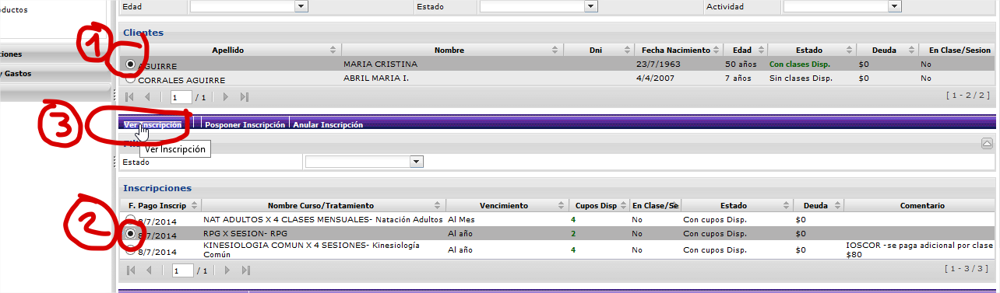 oductos
Edad Estado Actividad
1
Clientes
ciones
Apellido Nombre Dni Fecha Nacimiento Edad Estado Deuda En Clase/Sesion
AGUIRRE MARIA CRISTINA 23/7/1963 50 años Con clases Disp. $0 No
y Gastos
CORRALES AGUIRRE ABRIL MARIA I. 4/4/2007 7 años Sin clases Disp. $0 No
1 / 1 [ 1 - 2 / 2 ]
3
Ver Inscripción Posponer Inscripción Anular Inscripción
Ver Inscripción
Estado
Inscripciones
2
F. Pago Inscrip Nombre Curso/Tratamiento Vencimiento Cupos Disp En Clase/Se Estado Deuda Comentario
8/7/2014 NAT ADULTOS X 4 CLASES MENSUALES- Natación Adultos Al Mes 4 No Con cupos Disp. $0
8/7/2014 RPG X SESION- RPG Al año 2 No Con cupos Disp. $0
8/7/2014 KINESIOLOGIA COMUN X 4 SESIONES- Kinesiología Común Al año 4 No Con cupos Disp. $0 IOSCOR -se paga adicional por clase $80
1 / 1 [ 1 - 3 / 3 ]